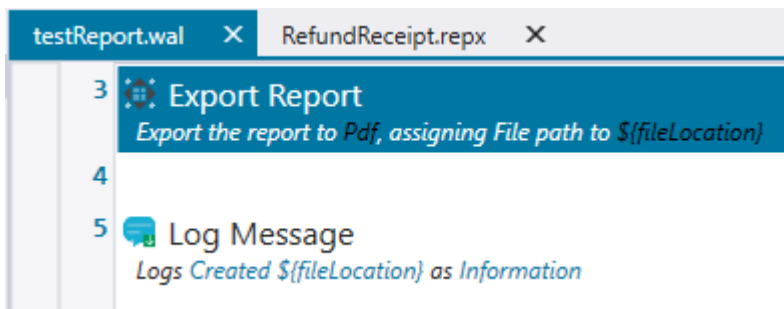 testReport.wal X RefundReceipt.repx X
3 Export Report
Export the report to Pdf, assigning File path to ${fileLocation}
4
5 Log Message
Logs Created ${fileLocation} as Information